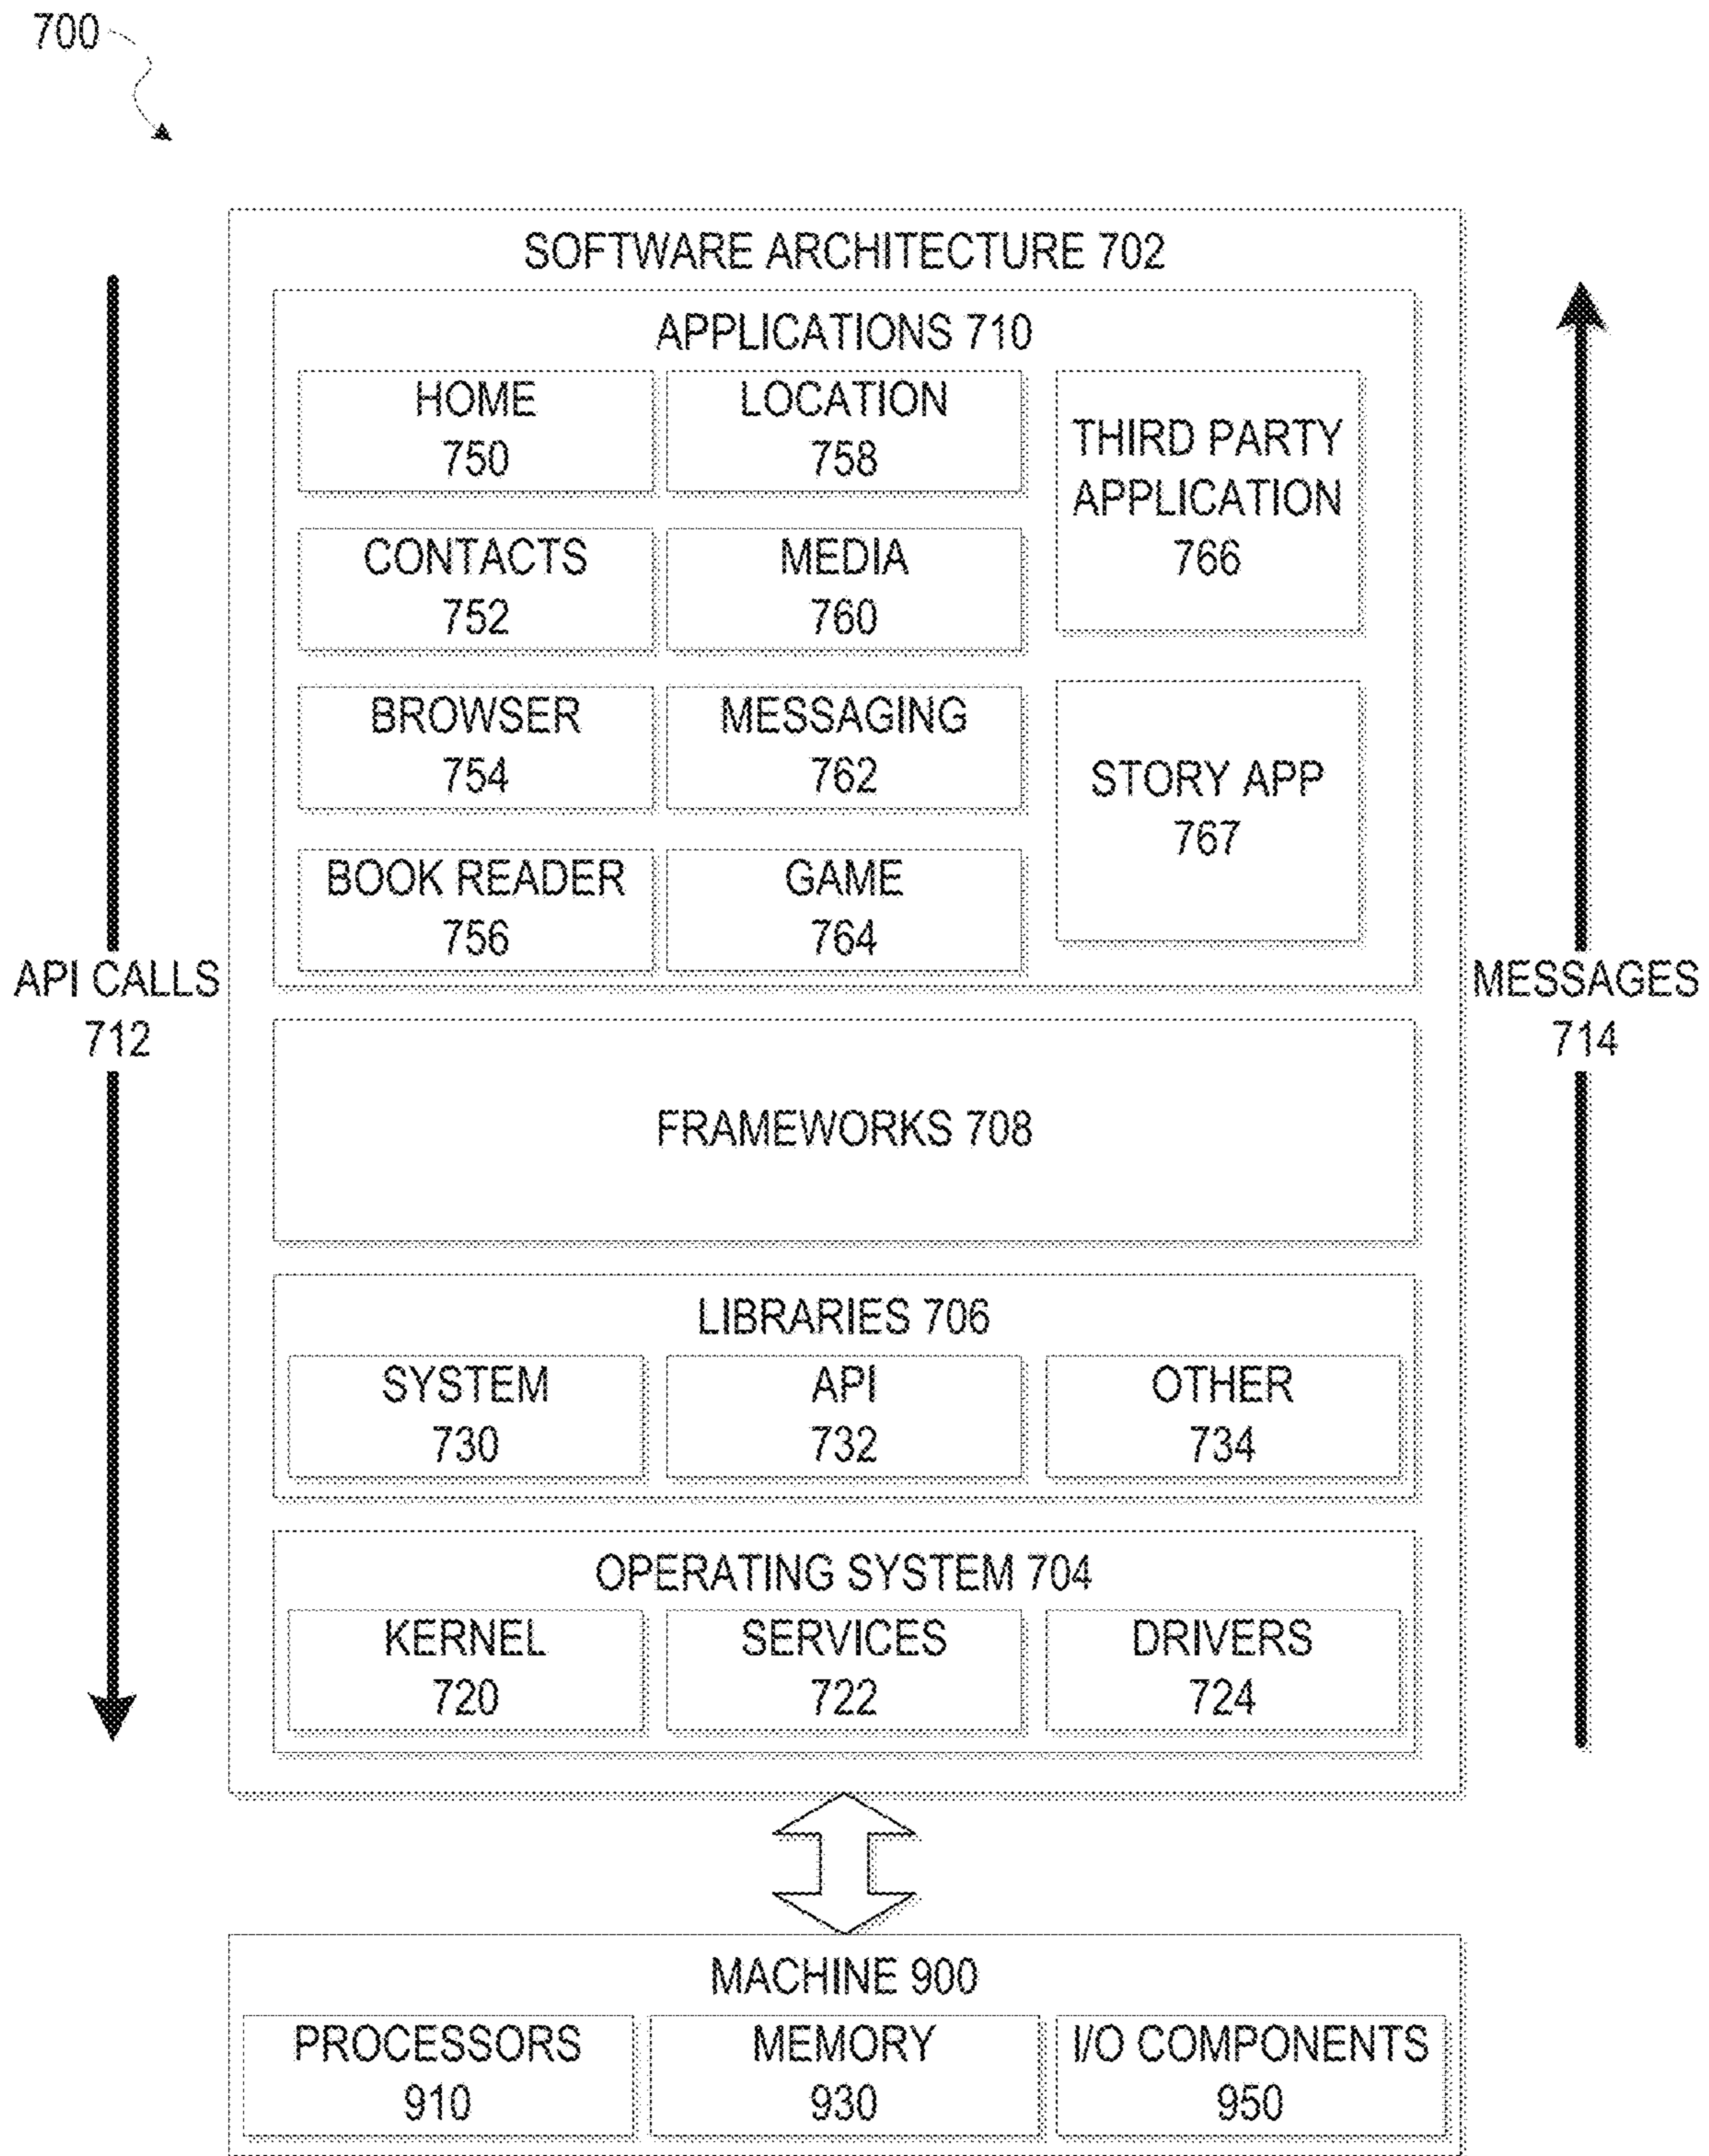 700
SOFTWARE ARCHITECTURE 702
APPLICATIONS 710
HOME
750
LOCATION
758
THIRD PARTY
APPLICATION
766
CONTACTS
752
MEDIA
760
BROWSER
754
MESSAGING
762
STORY APP
767
BOOK READER
756
GAME
764
API CALLS
712
MESSAGES
714
FRAMEWORKS 708
LIBRARIES 706
SYSTEM
730
API
732
OTHER
734
OPERATING SYSTEM 704
KERNEL
720
SERVICES
722
DRIVERS
724
MACHINE 900
PROCESSORS
910
MEMORY
930
I/O COMPONENTS
950